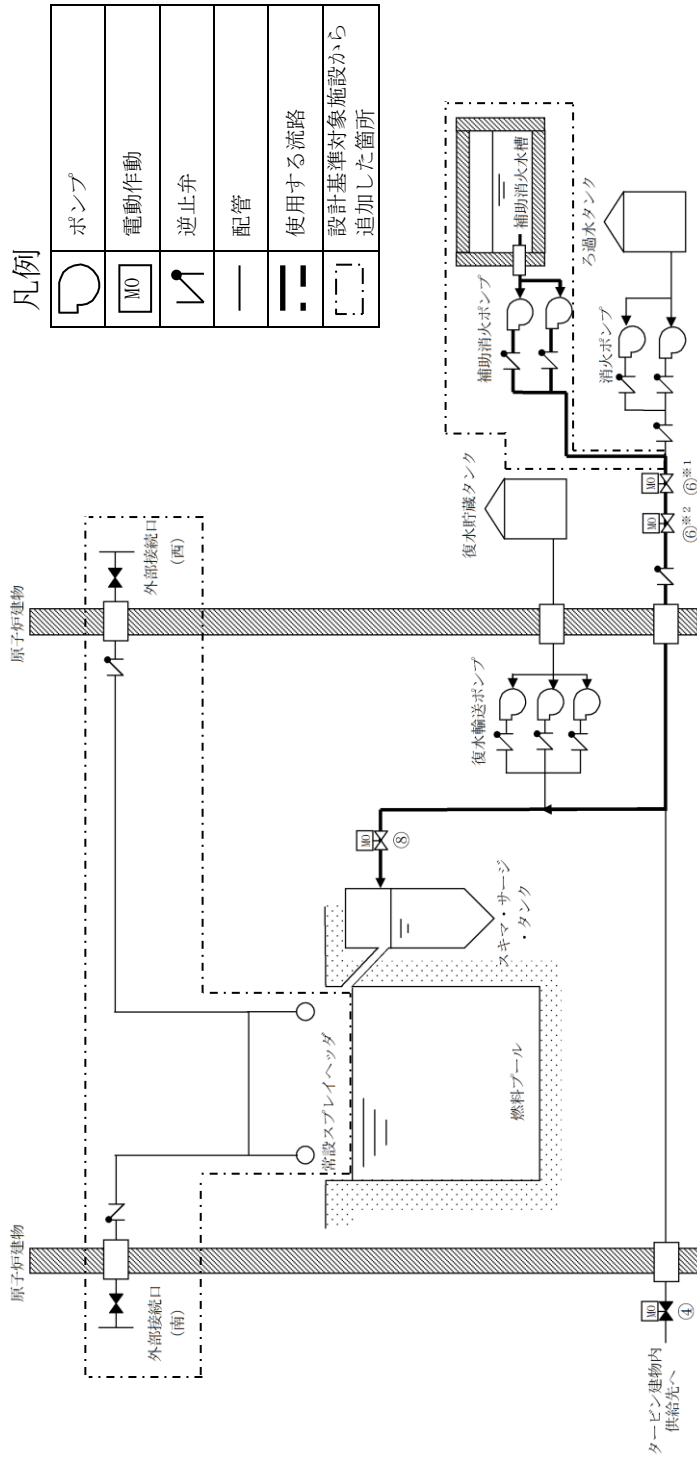 凡例
ポンプ
MO
電動作動
逆止弁
配管
使用する流路
設計基準対象施設から
追加した箇所
原子炉建物
外部接続口
(西)
原子炉建物
外部接続口
(南)
常設スプレイヘッダ
燃料プール
スキマ・サージ
・タンク
MO
⑧
復水輸送ポンプ
復水貯蔵タンク
補助消火ポンプ
補助消火水槽
消火ポンプ
ろ過水タンク
MO
⑥※1
MO
⑥※2
MO
④
タービン建物内
供給先へ